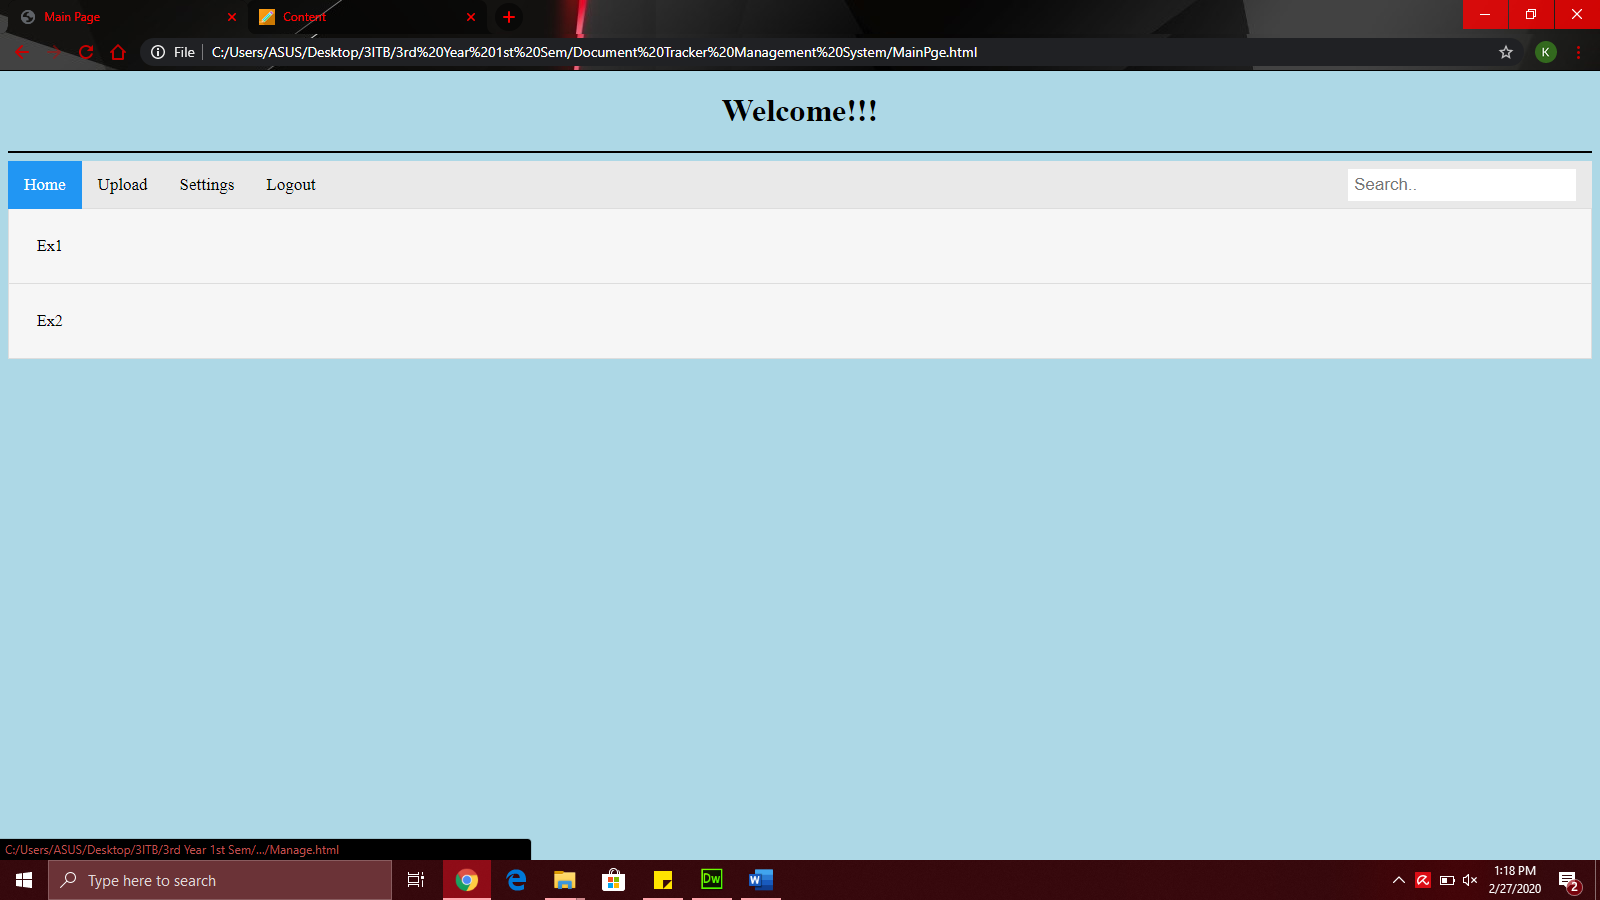 Main Page
Content
File
C:/Users/ASUS/Desktop/3ITB/3rd%20Year%201st%20Sem/Document%20Tracker%20Management%20System/MainPge.html
K
Welcome!!!
Home Upload Settings Logout
Search..
Ex1
Ex2
C:/Users/ASUS/Desktop/3ITB/3rd Year 1st Sem/.../Manage.html
Type here to search
Dw
W
1:18 PM
2/27/2020
2